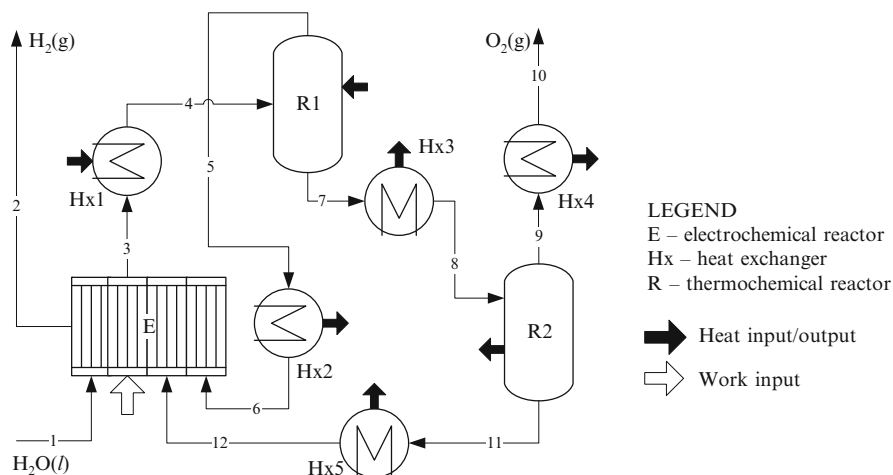 H₂(g)
O₂(g)
10
4
R1
Hx3
Hx1
5
Hx4
2
7
3
9
8
E
R2
Hx2
6
1
12
11
H₂O(l)
Hx5
LEGEND
E – electrochemical reactor
Hx – heat exchanger
R – thermochemical reactor
Heat input/output
Work input